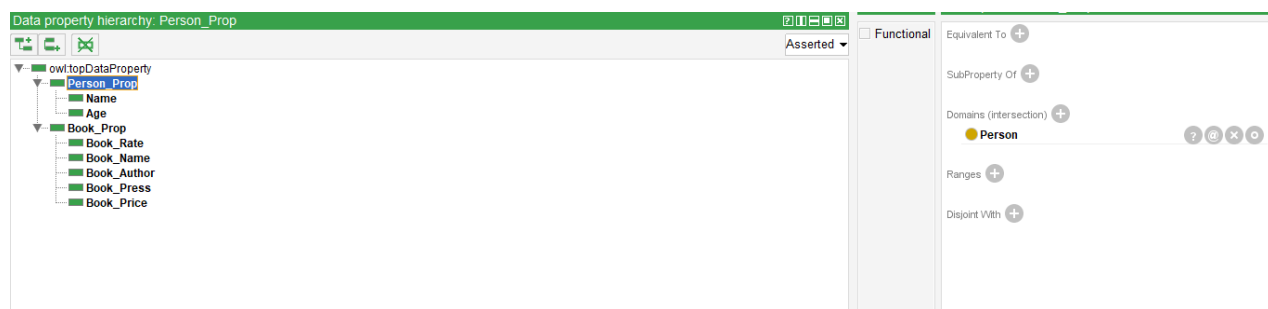 Data property hierarchy: Person_Prop
Asserted
owl:topDataProperty
Person_Prop
Name
Age
Book_Prop
Book_Rate
Book_Name
Book_Author
Book_Press
Book_Price
Functional
Equivalent To
SubProperty Of
Domains (intersection)
Person
Ranges
Disjoint With